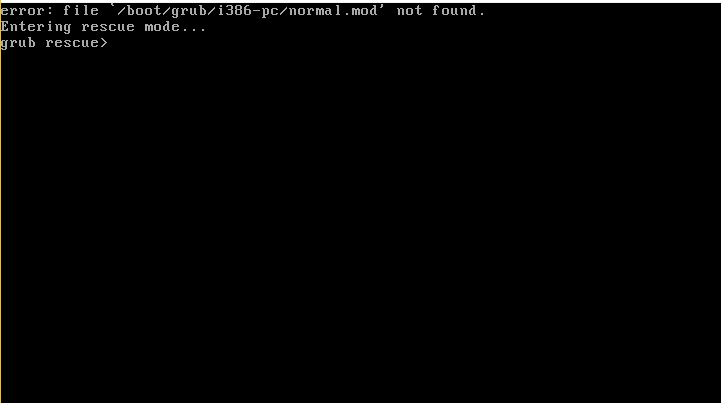 error: file `/boot/grub/i386-pc/normal.mod' not found.
Entering rescue mode...
grub rescue>